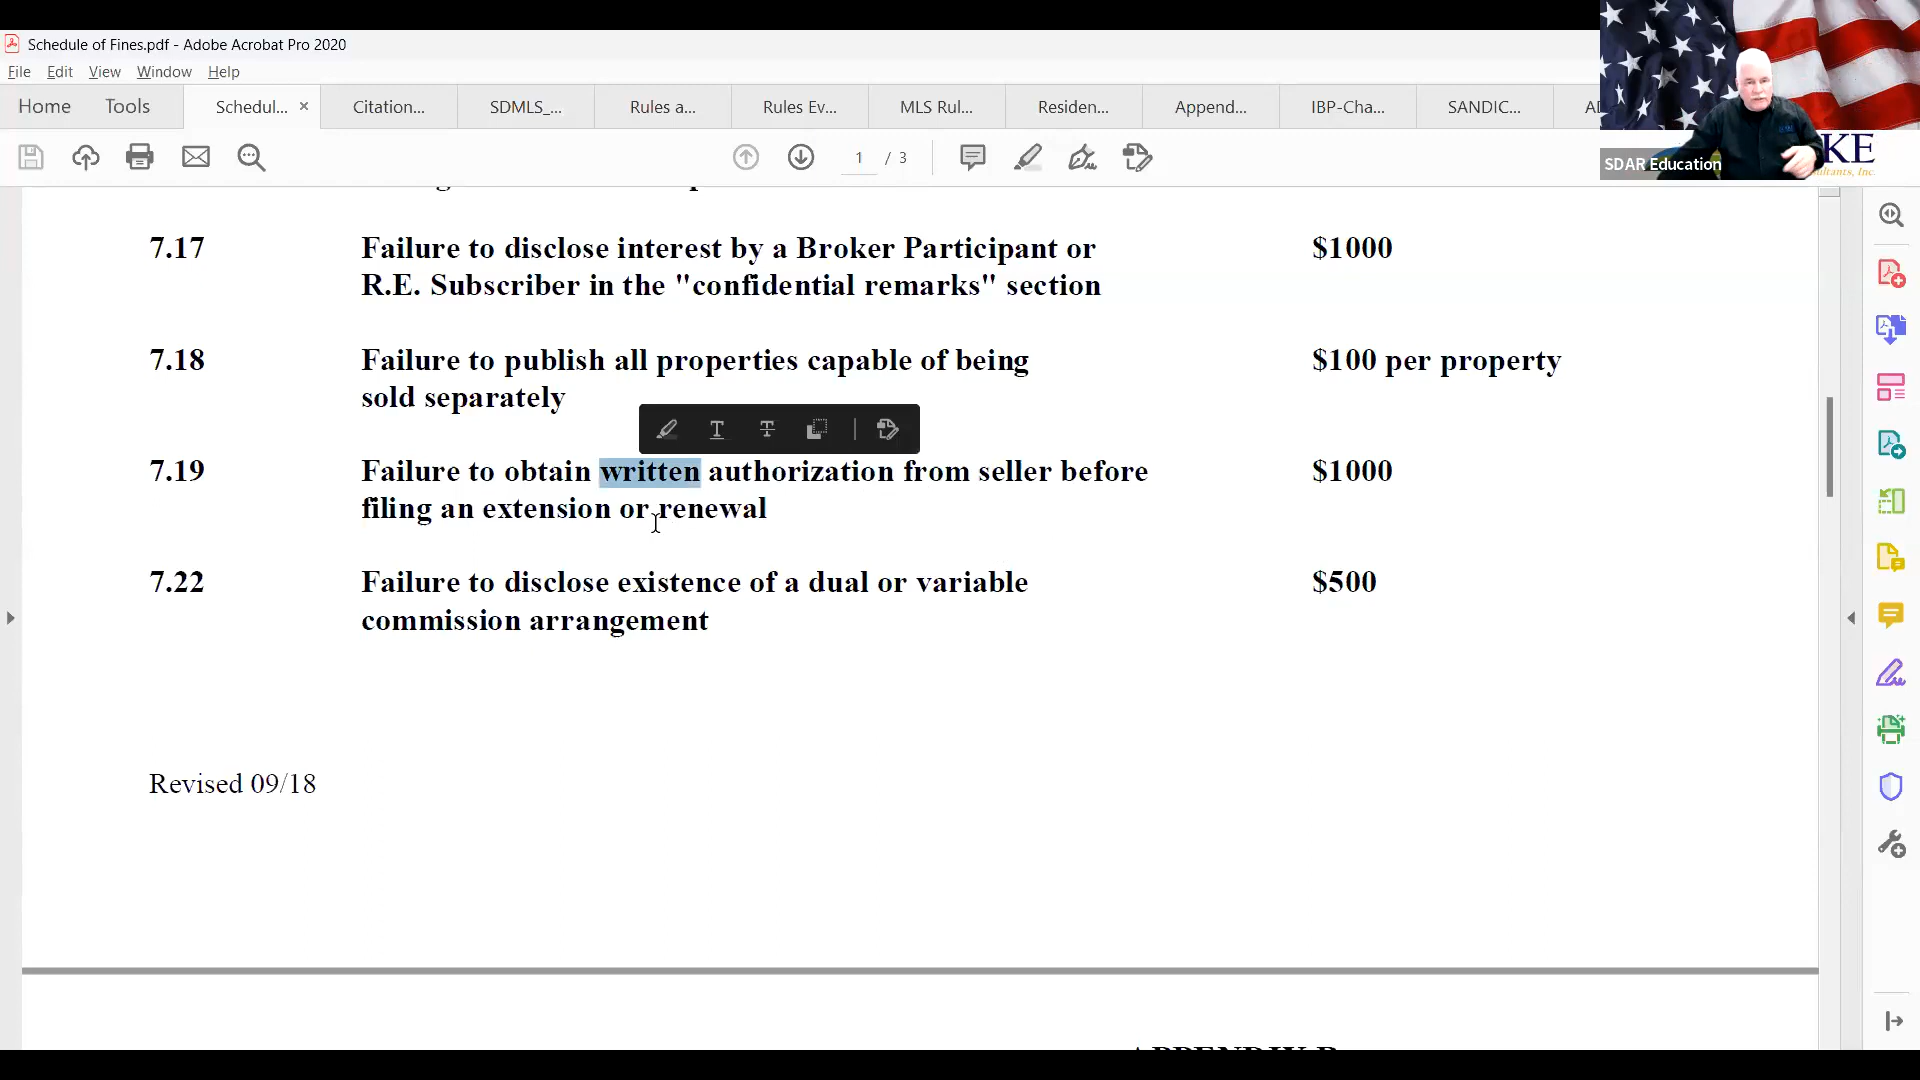 Schedule of Fines.pdf - Adobe Acrobat Pro 2020
File Edit View Window Help
Home Tools Schedul... × Citation... SDMLS_... Rules a... Rules Ev... MLS Rul... Residen... Append... IBP-Cha... SANDIC...
1 / 3
KE
SDAR Education
7.17 Failure to disclose interest by a Broker Participant or $1000
R.E. Subscriber in the "confidential remarks" section
7.18 Failure to publish all properties capable of being $100 per property
sold separately
7.19 Failure to obtain written authorization from seller before $1000
filing an extension or renewal
7.22 Failure to disclose existence of a dual or variable $500
commission arrangement
Revised 09/18